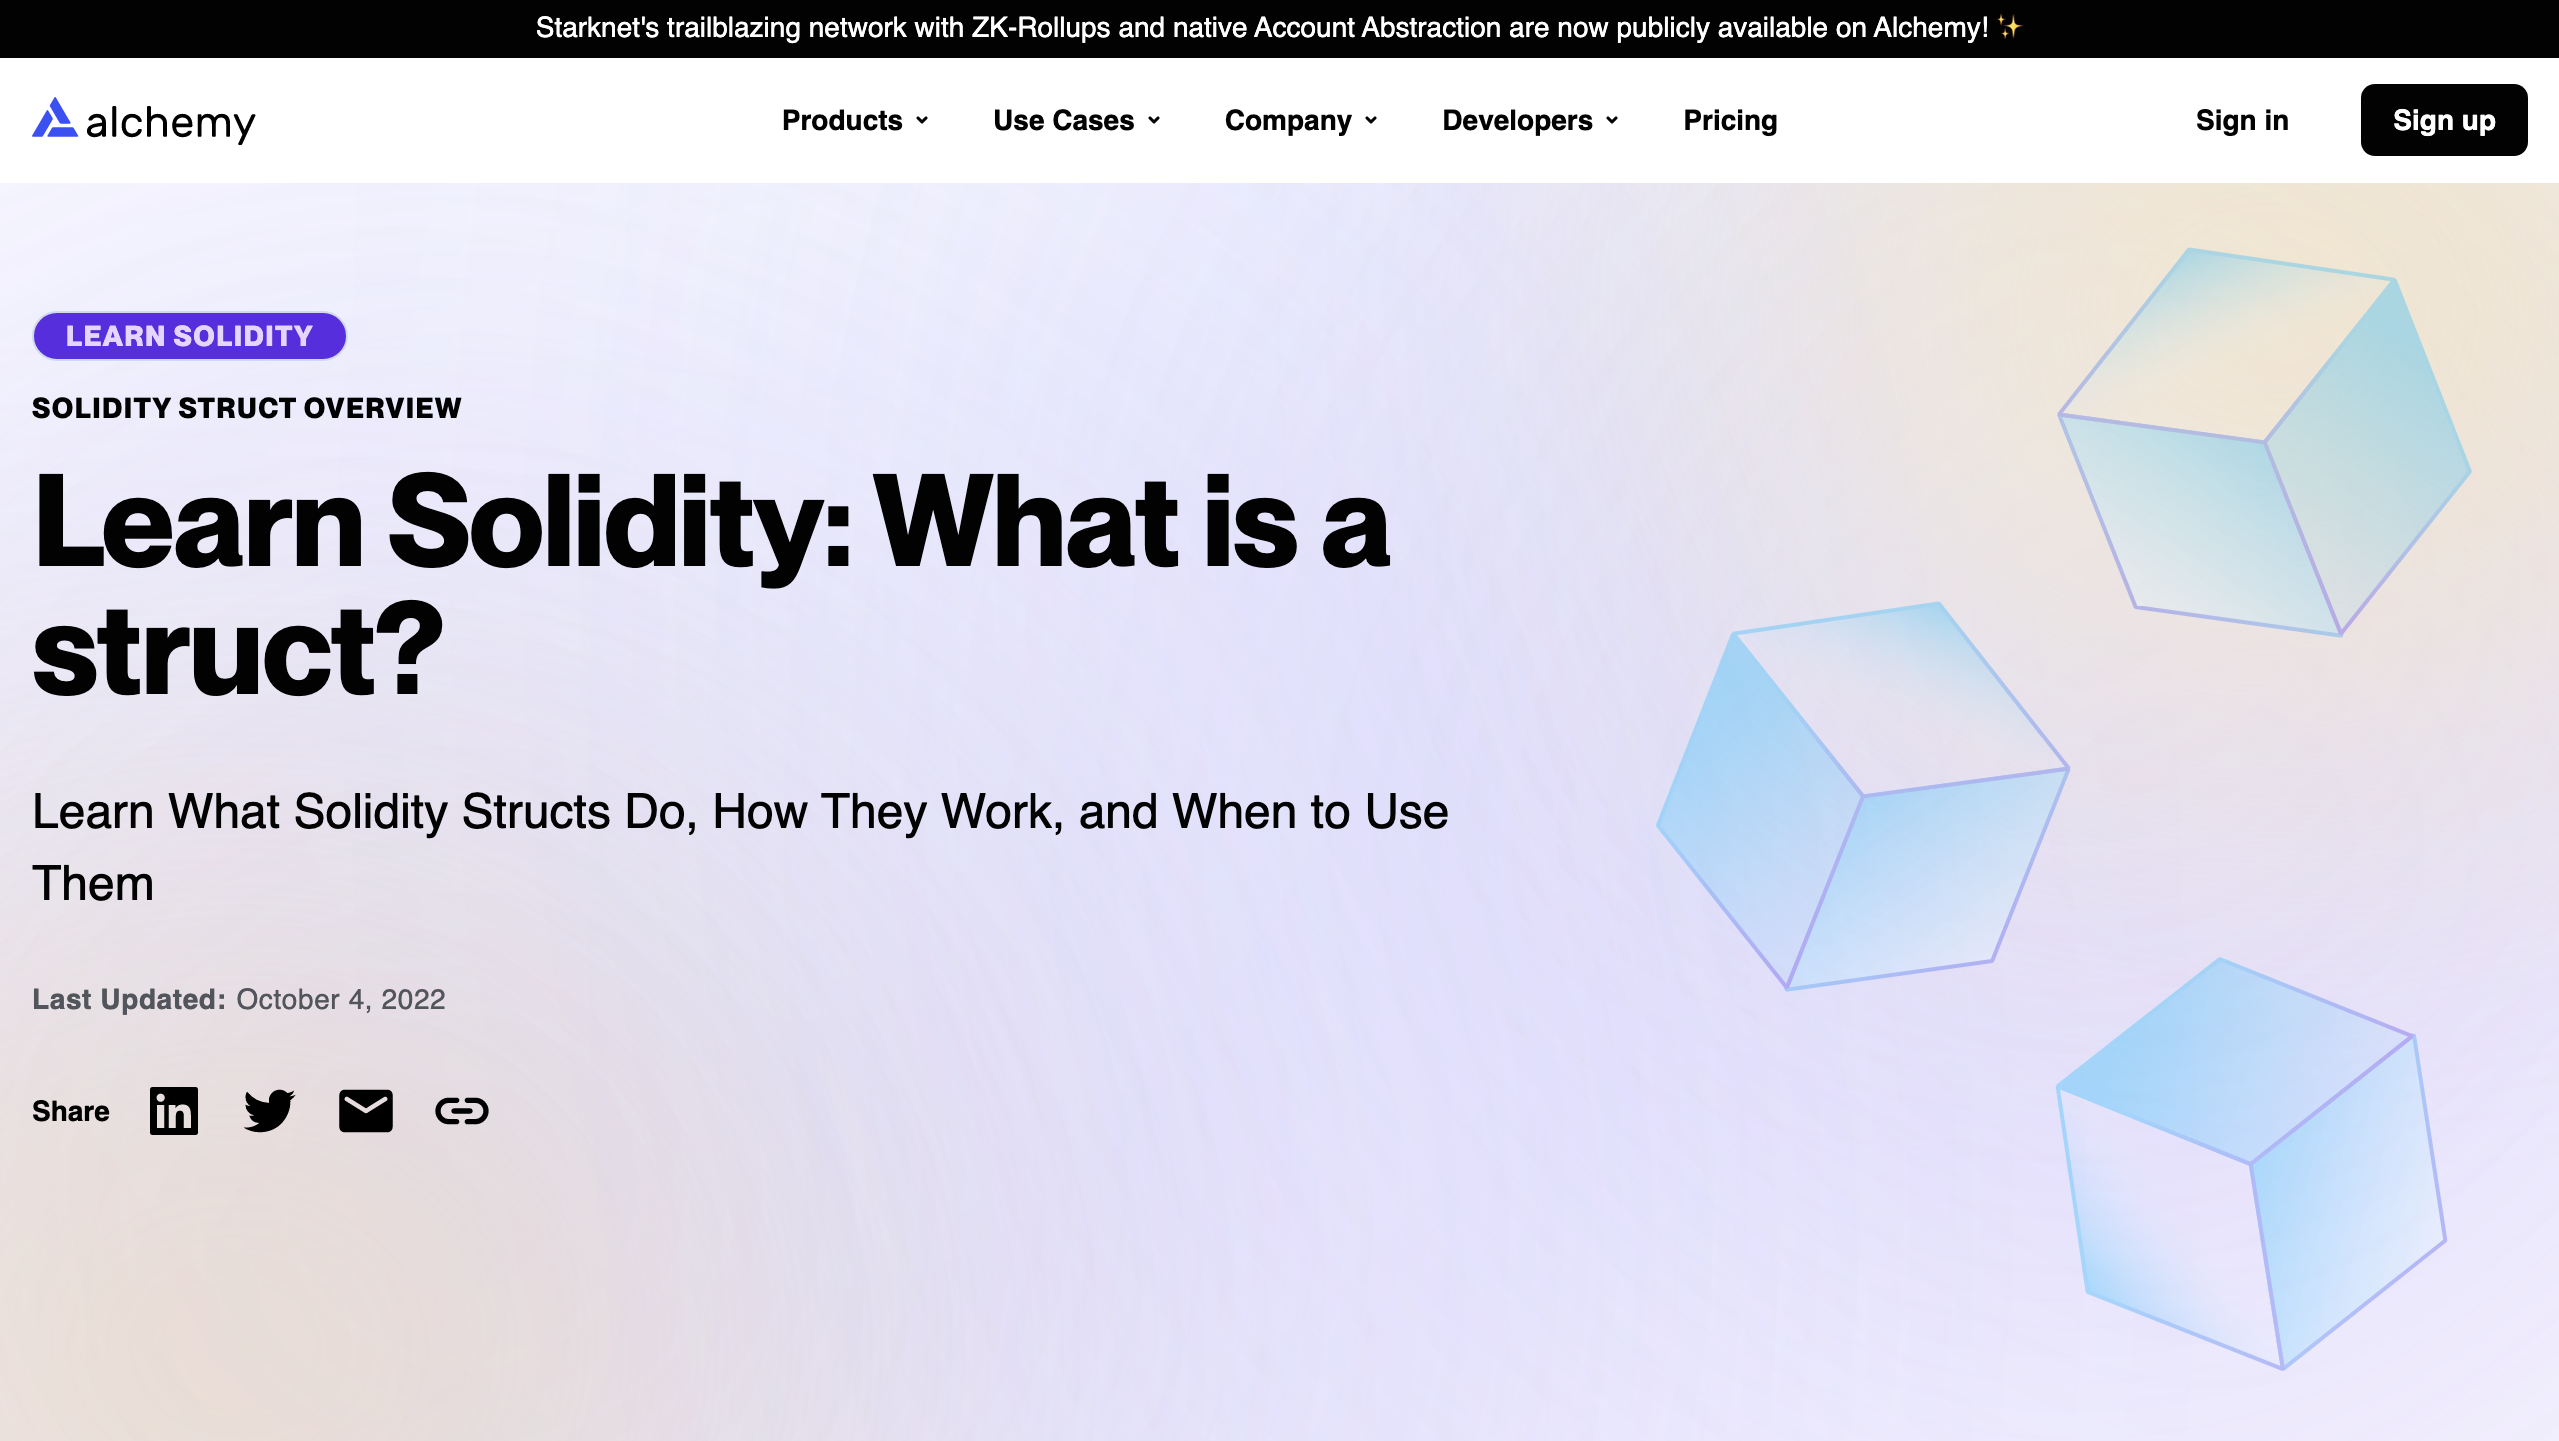 Starknet's trailblazing network with ZK-Rollups and native Account Abstraction are now publicly available on Alchemy! ✨
alchemy
Products
Use Cases
Company
Developers
Pricing
Sign in
Sign up
LEARN SOLIDITY
SOLIDITY STRUCT OVERVIEW
Learn Solidity: What is a
struct?
Learn What Solidity Structs Do, How They Work, and When to Use
Them
Last Updated: October 4, 2022
Share